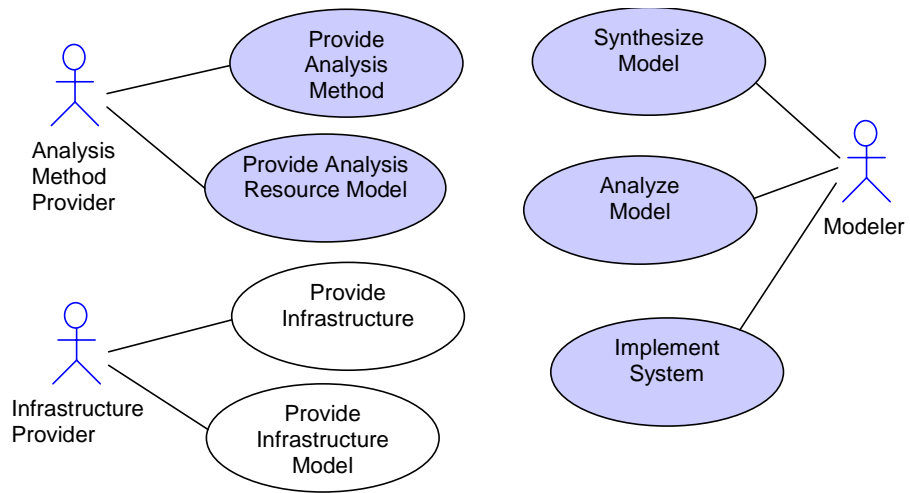 Provide
Analysis
Method
Analysis
Method
Provider
Provide Analysis
Resource Model
Provide
Infrastructure
Infrastructure
Provider
Provide
Infrastructure
Model
Synthesize
Model
Analyze
Model
Modeler
Implement
System